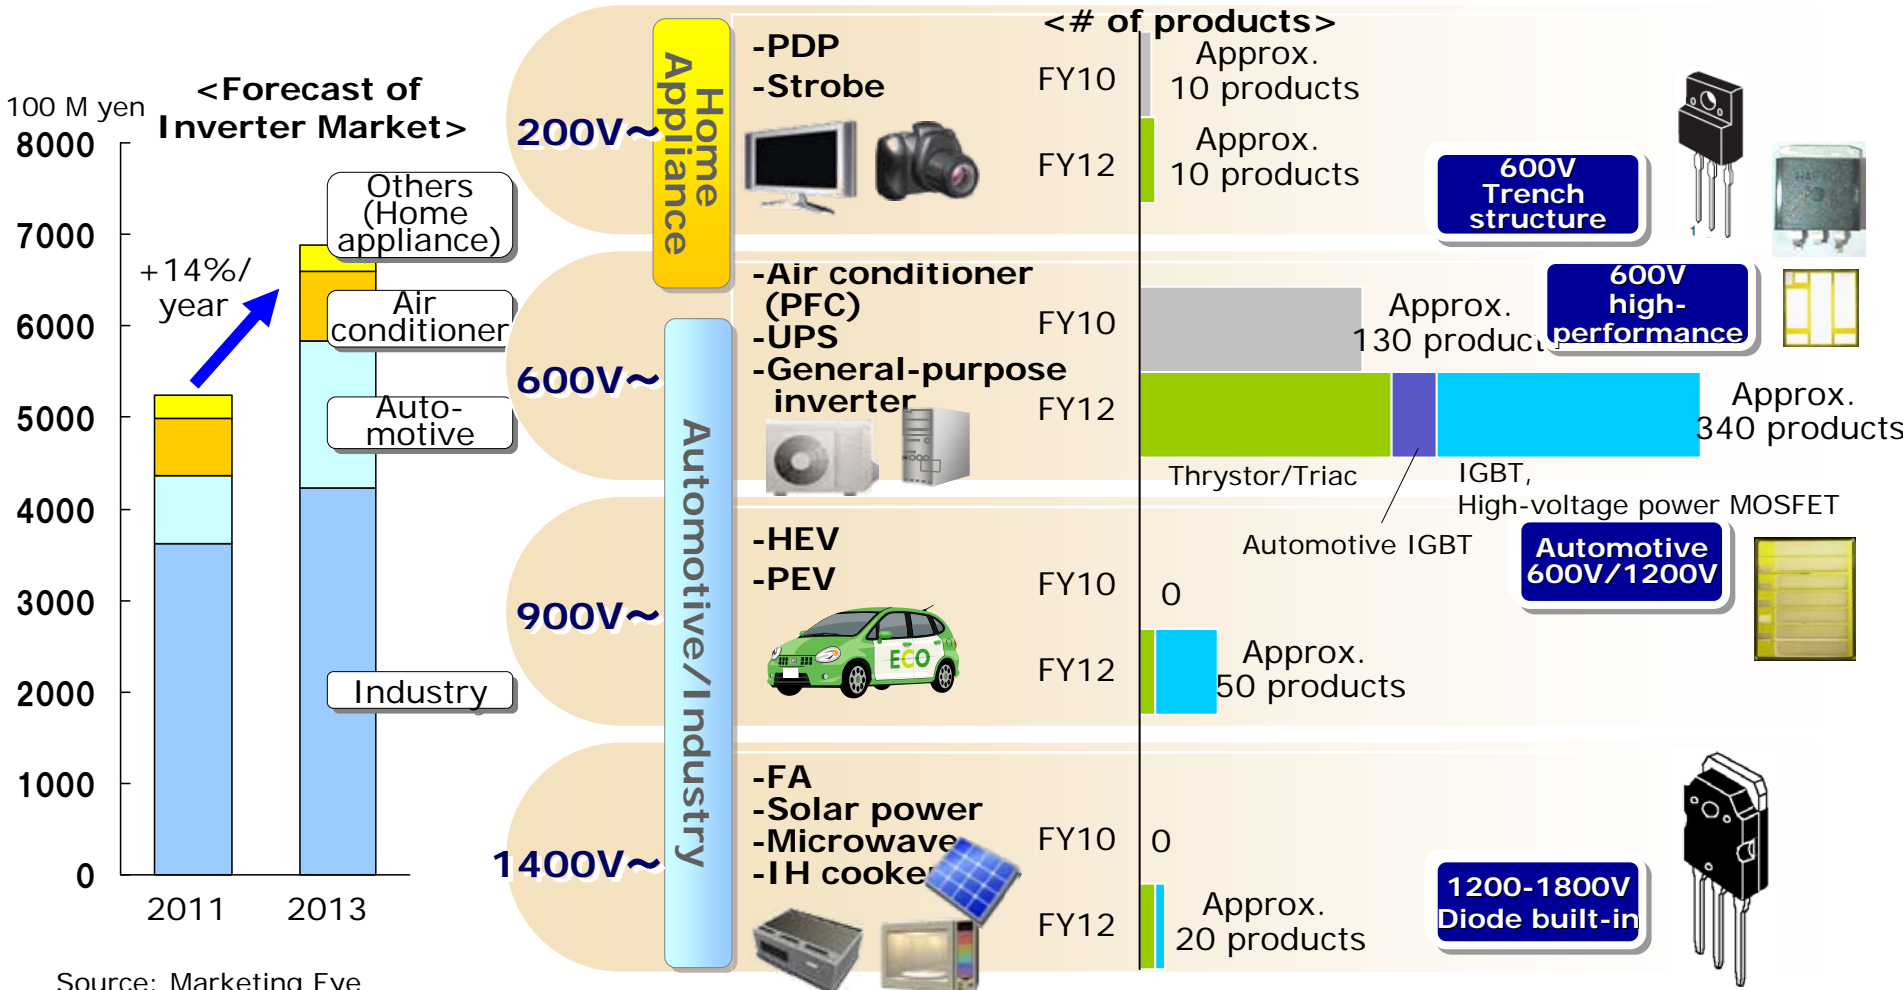 <# of products>
<Forecast of
Inverter Market>
100 M yen
8000
7000
6000
5000
4000
3000
2000
1000
0
2011
2013
+14%/
year
Others
(Home
appliance)
Air
conditioner
Auto-
motive
Industry
Source: Marketing Eye
Home
Appliance
Automotive/Industry
200V~
-PDP
-Strobe
FY10
Approx.
10 products
FY12
Approx.
10 products
600V
Trench
structure
1
600V~
-Air conditioner
(PFC)
-UPS
-General-purpose
inverter
FY10
Approx.
130 product
FY12
Approx.
340 products
600V
high-
performance
Thrystor/Triac
Automotive IGBT
IGBT,
High-voltage power MOSFET
900V~
-HEV
-PEV
ECO
FY10
0
FY12
Approx.
50 products
Automotive
600V/1200V
1400V~
-FA
-Solar power
-Microwave
-IH cooker
FY10
0
FY12
Approx.
20 products
1200-1800V
Diode built-in